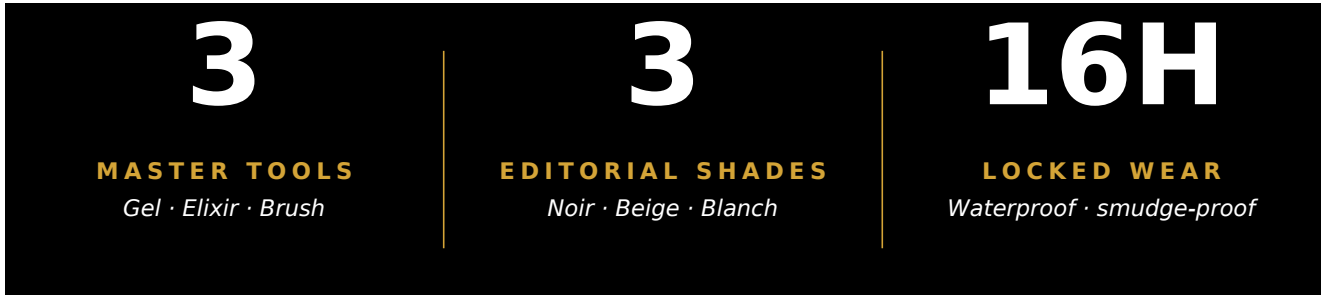 3
MASTER TOOLS
Gel · Elixir · Brush
3
EDITORIAL SHADES
Noir · Beige · Blanch
16H
LOCKED WEAR
Waterproof · smudge-proof